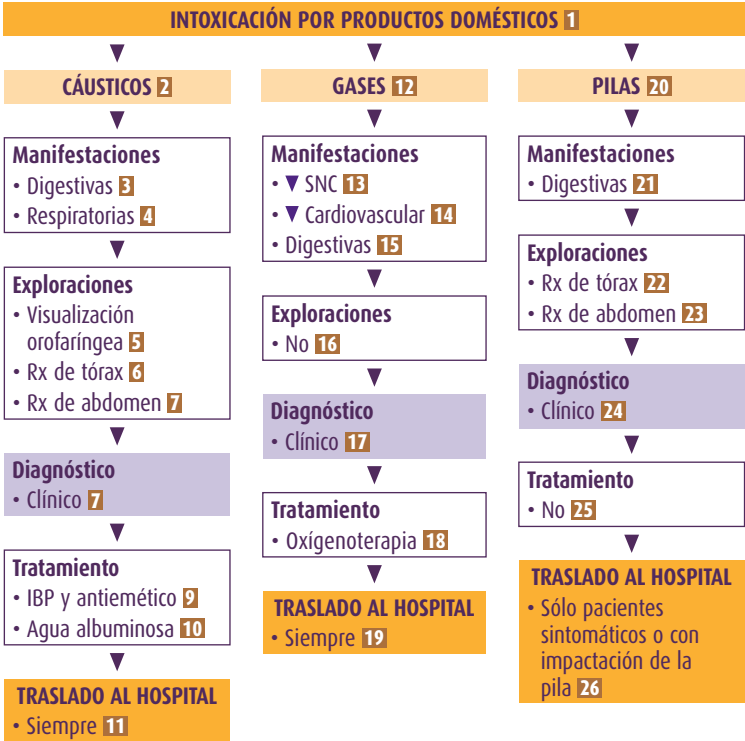 INTOXICACIÓN POR PRODUCTOS DOMÉSTICOS 1
CÁUSTICOS 2
Manifestaciones
• Digestivas 3
• Respiratorias 4
Exploraciones
• Visualización
orofaríngea 5
• Rx de tórax 6
• Rx de abdomen 7
Diagnóstico
• Clínico 7
Tratamiento
• IBP y antiemético 9
• Agua albuminosa 10
TRASLADO AL HOSPITAL
• Siempre 11
GASES 12
Manifestaciones
• ▼ SNC 13
• ▼ Cardiovascular 14
• Digestivas 15
Exploraciones
• No 16
Diagnóstico
• Clínico 17
Tratamiento
• Oxígenoterapia 18
TRASLADO AL HOSPITAL
• Siempre 19
PILAS 20
Manifestaciones
• Digestivas 21
Exploraciones
• Rx de tórax 22
• Rx de abdomen 23
Diagnóstico
• Clínico 24
Tratamiento
• No 25
TRASLADO AL HOSPITAL
• Sólo pacientes
sintomáticos o con
impactación de la
pila 26